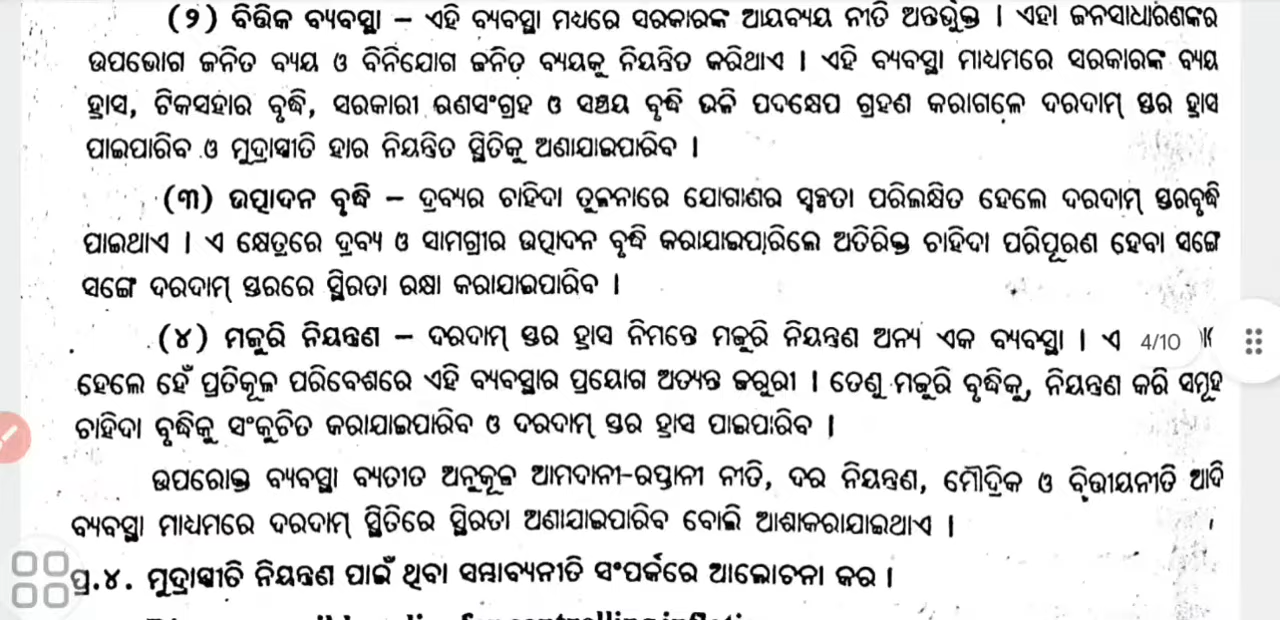 (୨) ବିତ୍ତିକ ବ୍ୟବସ୍ଥା – ଏହି ବ୍ୟବସ୍ଥା ମଧ୍ୟରେ ସରକାରଙ୍କ ଆୟବ୍ୟୟ ନୀତି ଅନ୍ତର୍ଭୁକ୍ତ । ଏହା ଜନସାଧାରଣଙ୍କର
ଉପଭୋଗ ଜନିତ ବ୍ୟୟ ଓ ବିନିଯୋଗ ଜନିତ ବ୍ୟୟକୁ ନିୟନ୍ତ୍ରିତ କରିଥାଏ । ଏହି ବ୍ୟବସ୍ଥା ମାଧ୍ୟମରେ ସରକାରଙ୍କ ବ୍ୟୟ
ହ୍ରାସ, ଟିକସହାର ବୃଦ୍ଧି, ସରକାରୀ ଋଣସଂଗ୍ରହ ଓ ସଞ୍ଚୟ ବୃଦ୍ଧି ଭଳି ପଦକ୍ଷେପ ଗ୍ରହଣ କରାଗଲେ ଦରଦାମ୍ ସ୍ତର ହ୍ରାସ
ପାଇପାରିବ ଓ ମୁଦ୍ରାସ୍ଫୀତି ହାର ନିୟନ୍ତ୍ରିତ ସ୍ଥିତିକୁ ଅଣାଯାଇପାରିବ ।
(୩) ଉତ୍ପାଦନ ବୃଦ୍ଧି – ଦ୍ରବ୍ୟର ଚାହିଦା ତୁଳନାରେ ଯୋଗାଣର ସ୍ୱଳ୍ପତା ପରିଲକ୍ଷିତ ହେଲେ ଦରଦାମ୍ ସ୍ତରବୃଦ୍ଧି
ପାଇଥାଏ । ଏ କ୍ଷେତ୍ରରେ ଦ୍ରବ୍ୟ ଓ ସାମଗ୍ରୀର ଉତ୍ପାଦନ ବୃଦ୍ଧି କରାଯାଇପାରିଲେ ଅତିରିକ୍ତ ଚାହିଦା ପରିପୂରଣ ହେବା ସଙ୍ଗେ
ସଙ୍ଗେ ଦରଦାମ୍ ସ୍ତରରେ ସ୍ଥିରତା ରକ୍ଷା କରାଯାଇପାରିବ ।
(୪) ମଜୁରି ନିୟନ୍ତ୍ରଣ – ଦରଦାମ୍ ସ୍ତର ହ୍ରାସ ନିମନ୍ତେ ମଜୁରି ନିୟନ୍ତ୍ରଣ ଅନ୍ୟ ଏକ ବ୍ୟବସ୍ଥା । ଏ 4/10
ହେଲେ ହେଁ ପ୍ରତିକୂଳ ପରିବେଶରେ ଏହି ବ୍ୟବସ୍ଥାର ପ୍ରୟୋଗ ଅତ୍ୟନ୍ତ ଜରୁରୀ । ତେଣୁ ମଜୁରି ବୃଦ୍ଧିକୁ, ନିୟନ୍ତ୍ରଣ କରି ସମୂହ
ଚାହିଦା ବୃଦ୍ଧିକୁ ସଂକୁଚିତ କରାଯାଇପାରିବ ଓ ଦରଦାମ୍ ସ୍ତର ହ୍ରାସ ପାଇପାରିବ ।
ଉପରୋକ୍ତ ବ୍ୟବସ୍ଥା ବ୍ୟତୀତ ଅନୁକୂଳ ଆମଦାନୀ-ରପ୍ତାନୀ ନୀତି, ଦର ନିୟନ୍ତ୍ରଣ, ମୌଦ୍ରିକ ଓ ବିତ୍ତୀୟନୀତି ଆଦି
ବ୍ୟବସ୍ଥା ମାଧ୍ୟମରେ ଦରଦାମ୍ ସ୍ଥିତିରେ ସ୍ଥିରତା ଅଣାଯାଇପାରିବ ବୋଲି ଆଶାକରାଯାଇଥାଏ ।
ପ୍ର.୪. ମୁଦ୍ରାସ୍ଫୀତି ନିୟନ୍ତ୍ରଣ ପାଇଁ ଥିବା ସମ୍ଭାବ୍ୟନୀତି ସଂପର୍କରେ ଆଲୋଚନା କର ।